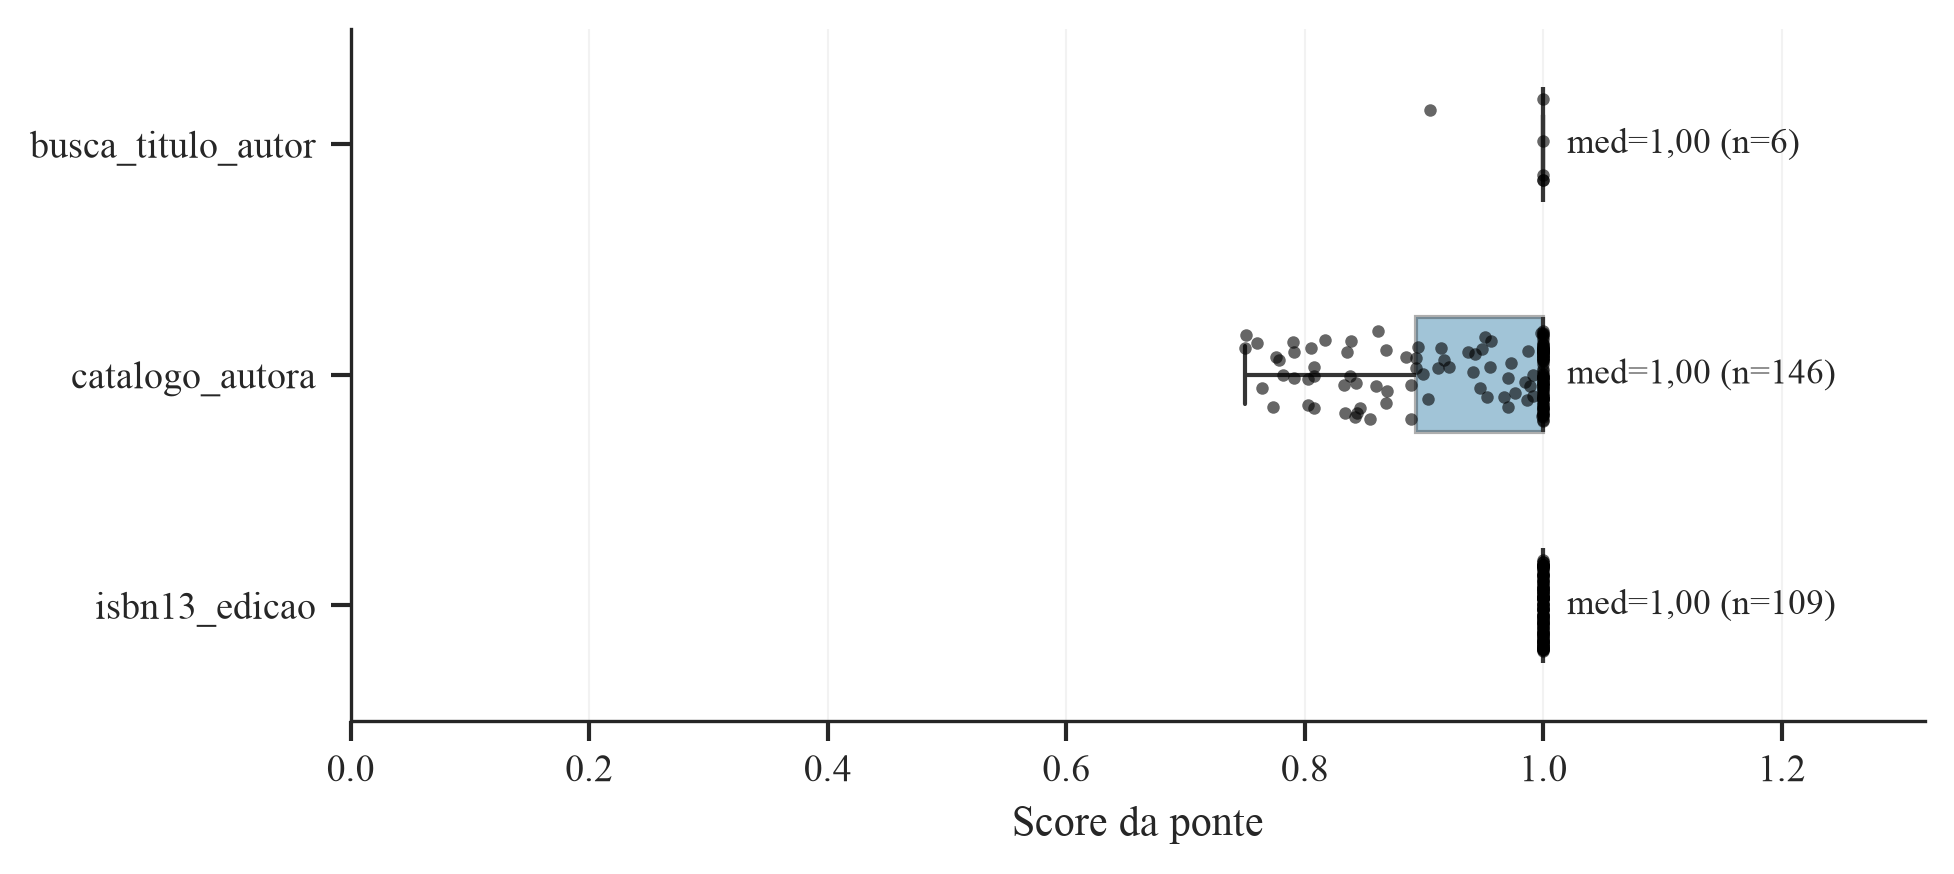 busca_titulo_autor
med=1,00 (n=6)
catalogo_autora
med=1,00 (n=146)
isbn13_edicao
med=1,00 (n=109)
0.0 0.2 0.4 0.6 0.8 1.0 1.2
Score da ponte